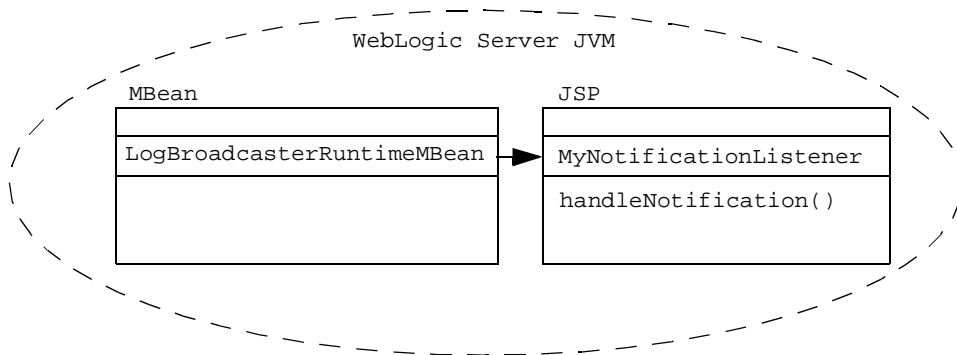 WebLogic Server JVM
MBean
LogBroadcasterRuntimeMBean
JSP
MyNotificationListener
handleNotification()